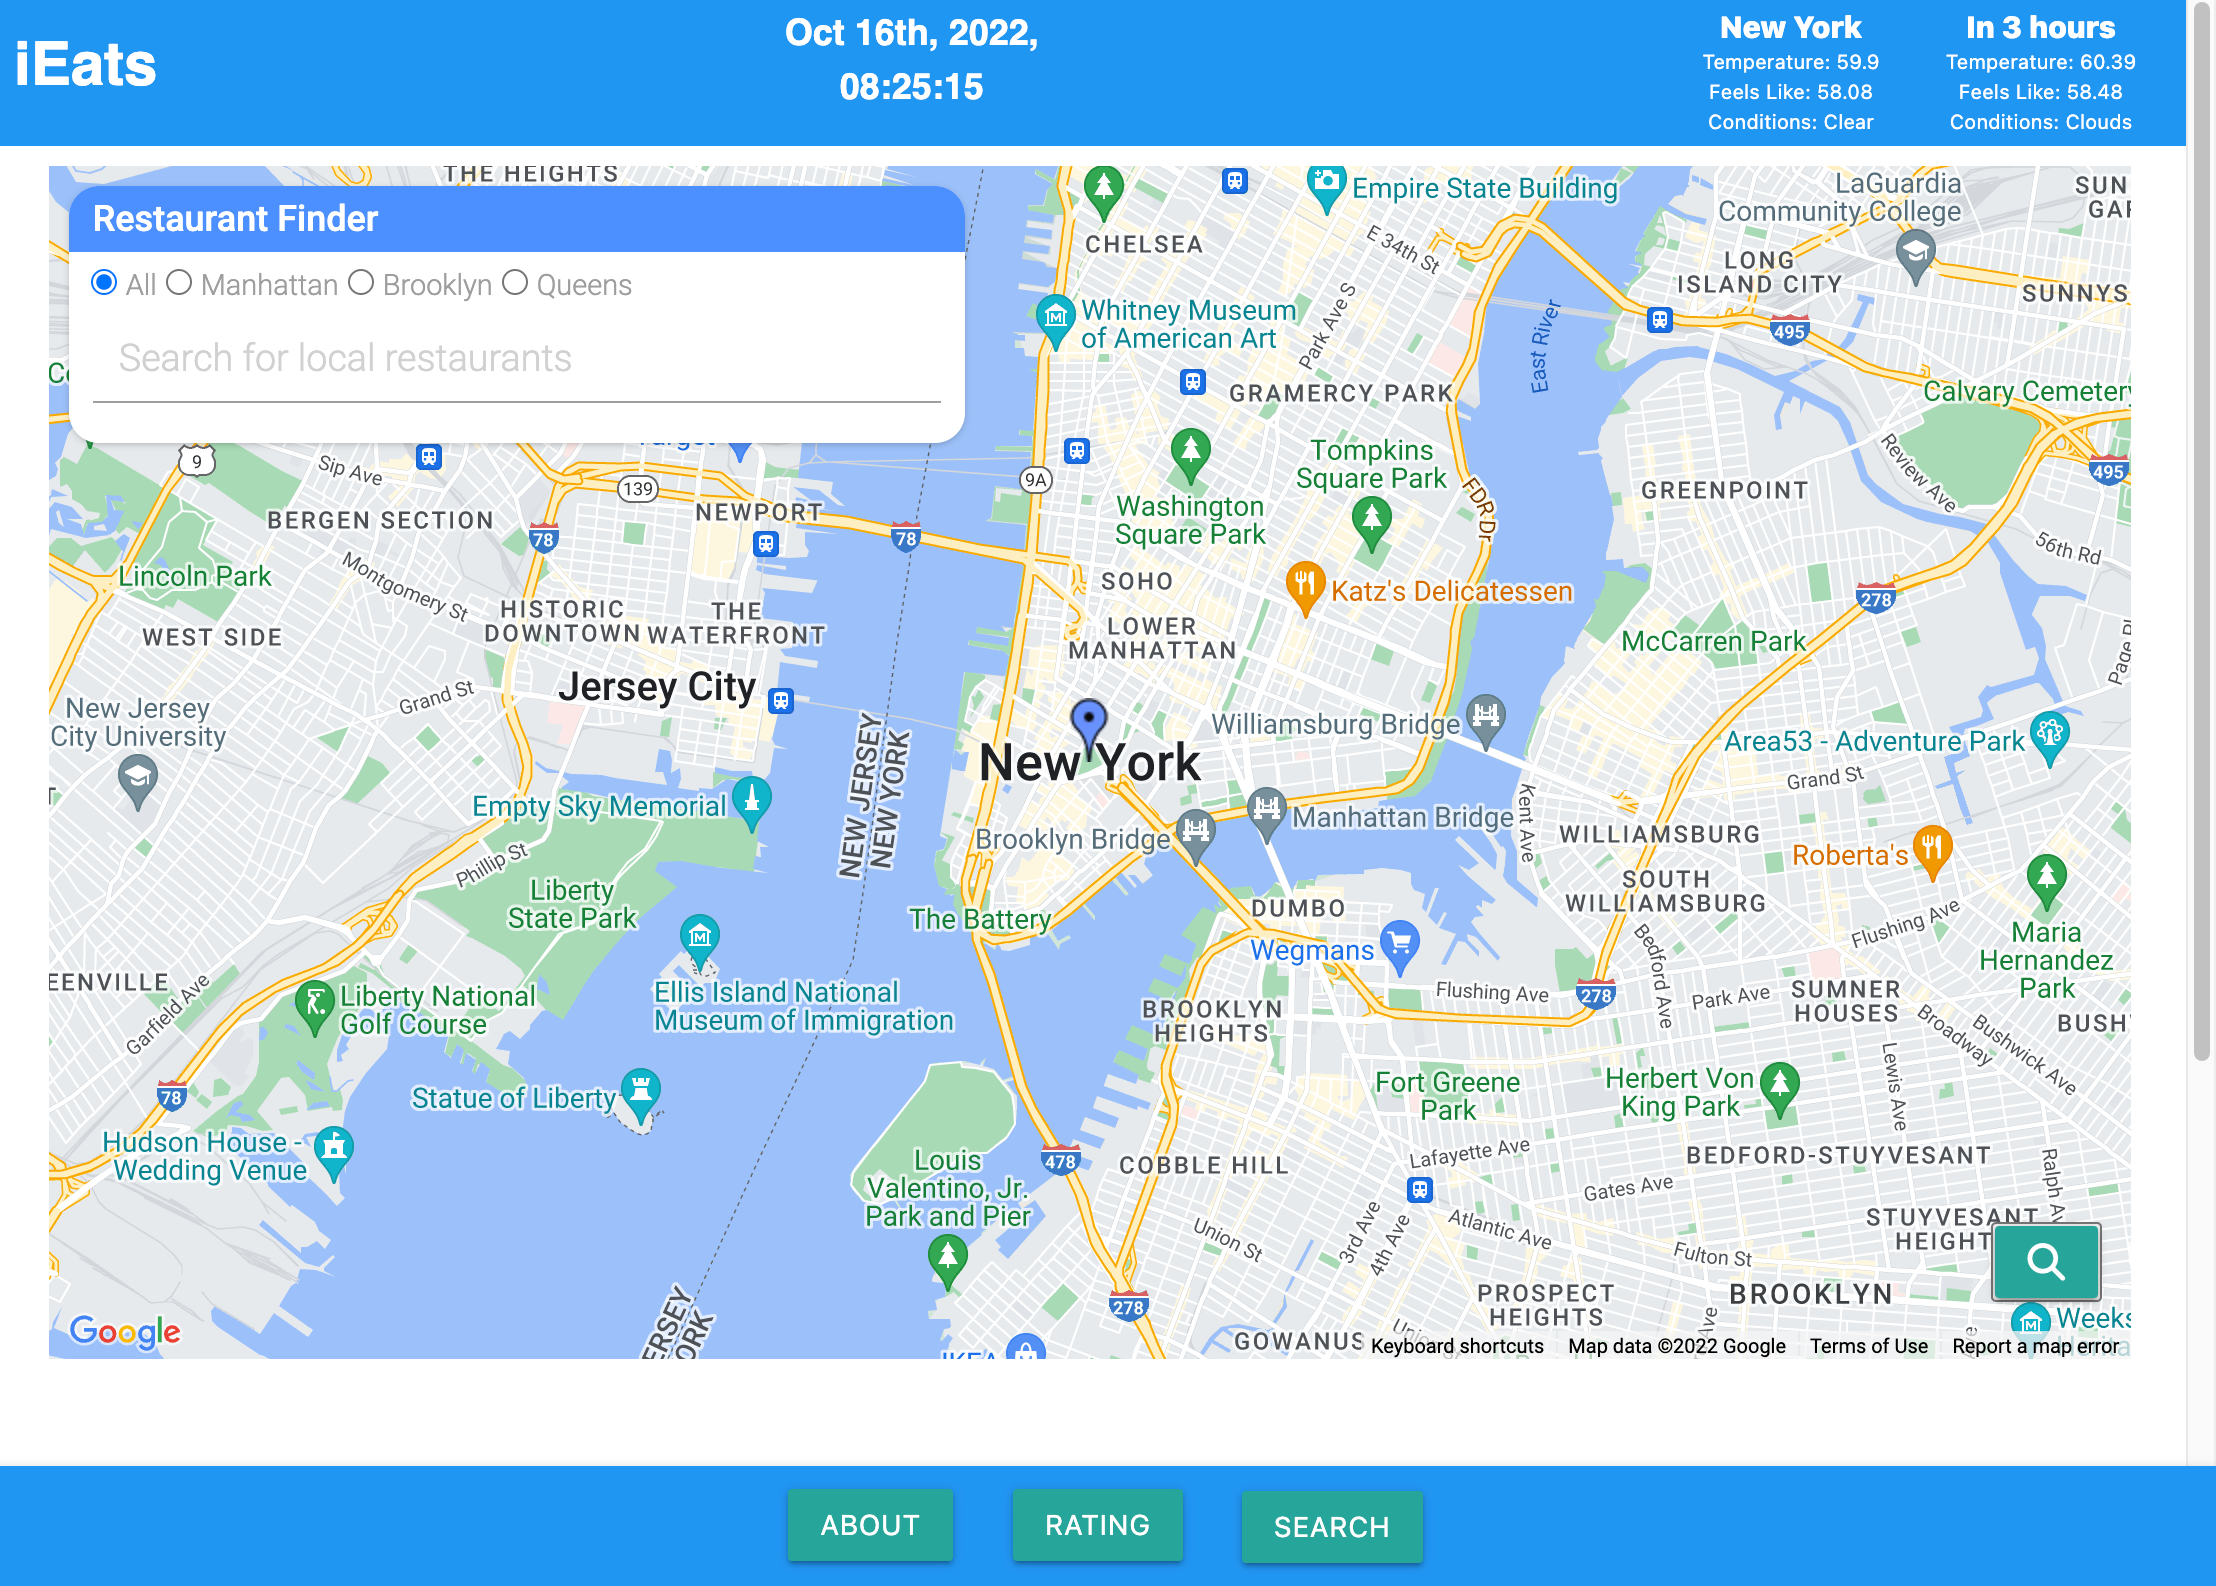 iEats
Oct 16th, 2022,
08:25:15
New York
Temperature: 59.9
Feels Like: 58.08
Conditions: Clear
In 3 hours
Temperature: 60.39
Feels Like: 58.48
Conditions: Clouds
Restaurant Finder
All Manhattan Brooklyn Queens
Search for local restaurants
THE HEIGHTS
Empire State Building
LaGuardia
Community College
CHELSEA
E 34th St
LONG
ISLAND CITY
Whitney Museum
of American Art
Park Ave S
East River
495
GRAMERCY PARK
Calvary Cemetery
9
Sip Ave
139
9A
Tompkins
Square Park
Review Ave
495
BERGEN SECTION
NEWPORT
78
78
Washington
Square Park
FDR Dr
GREENPOINT
56th Rd
Lincoln Park
Montgomery St
SOHO
Katz's Delicatessen
278
HISTORIC
DOWNTOWN
THE
WATERFRONT
LOWER
MANHATTAN
WEST SIDE
McCarren Park
Jersey City
Grand St
New Jersey
City University
NEW JERSEY
NEW YORK
New York
Williamsburg Bridge
Area53 - Adventure Park
Grand St
Empty Sky Memorial
Brooklyn Bridge
Manhattan Bridge
Kent Ave
WILLIAMSBURG
Roberta's
Phillip St
Liberty
State Park
The Battery
DUMBO
SOUTH
WILLIAMSBURG
Wegmans
Bedford Ave
Flushing Ave
Maria
Hernandez
Park
Garfield Ave
Liberty National
Golf Course
Ellis Island National
Museum of Immigration
BROOKLYN
HEIGHTS
Flushing Ave
278
Park Ave
SUMNER
HOUSES
Broadway
Bushwick Ave
78
Statue of Liberty
Fort Greene
Park
Herbert Von
King Park
Lewis Ave
Hudson House -
Wedding Venue
Louis
Valentino, Jr.
Park and Pier
478
COBBLE HILL
Lafayette Ave
BEDFORD-STUYVESANT
Gates Ave
Union St
3rd Ave
4th Ave
Atlantic Ave
Fulton St
STUYVESANT
HEIGHT
278
PROSPECT
HEIGHTS
BROOKLYN
Google
GOWANUS
Keyboard shortcuts
Map data ©2022 Google
Terms of Use
Report a map error
ABOUT
RATING
SEARCH